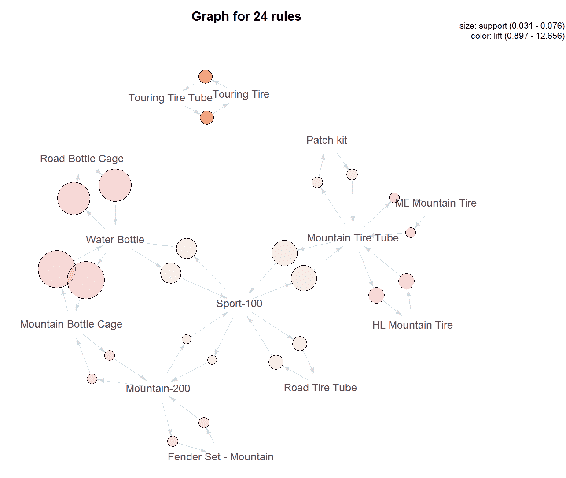 Graph for 24 rules
size: support (0.031 - 0.076)
color: lift (0.897 - 12.656)
Touring Tire Tube
Touring Tire
Patch kit
Road Bottle Cage
ML Mountain Tire
Water Bottle
Mountain Tire Tube
Sport-100
Mountain Bottle Cage
HL Mountain Tire
Mountain-200
Road Tire Tube
Fender Set - Mountain